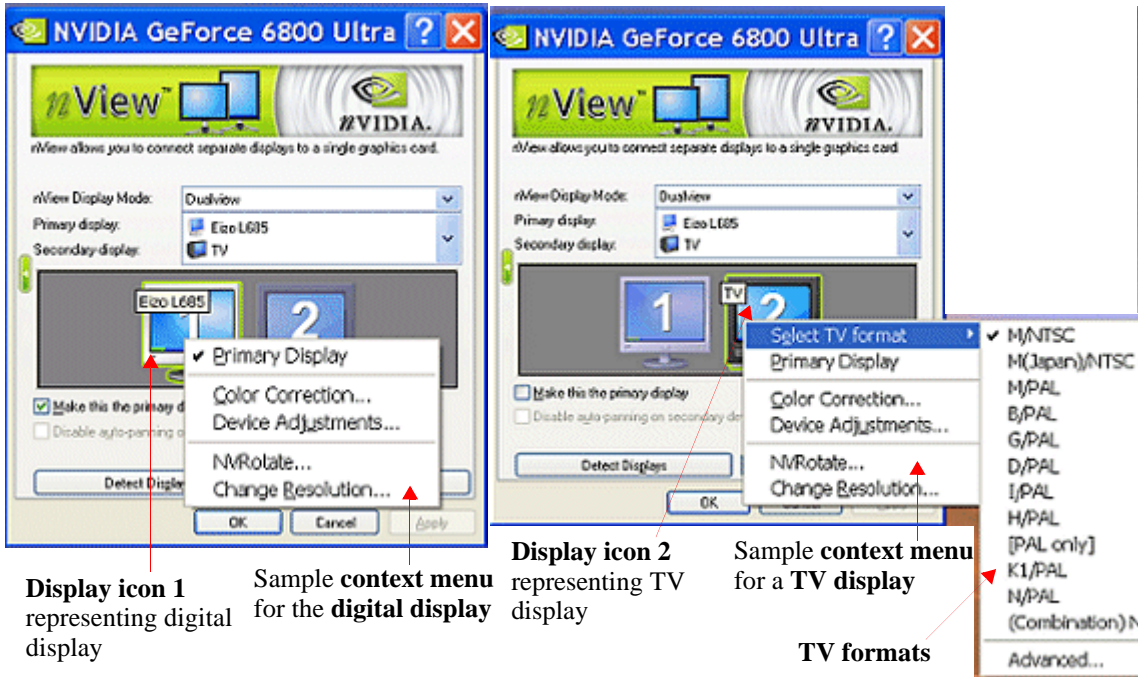 NVIDIA GeForce 6800 Ultra
nView™
nVIDIA.
nView allows you to connect separate displays to a single graphics card.
nView Display Mode: Dualview
Primary display: Eizo L685
Secondary display: TV
Eizo L685
1
2
✔ Primary Display
Color Correction...
Device Adjustments...
NVRotate...
Change Resolution...
Make this the primary d
Disable auto-panning o
Detect Display
OK
Cancel
Apply
Display icon 1
representing digital
display
Sample context menu
for the digital display
NVIDIA GeForce 6800 Ultra
nView™
nVIDIA.
nView allows you to connect separate displays to a single graphics card
nView Display Mode: Dualview
Primary display: Eizo L685
Secondary display: TV
1
TV
2
Select TV format
Primary Display
Color Correction...
Device Adjustments...
NVRotate...
Change Resolution...
Make this the primary display
Disable auto-panning on secondary de
Detect Displays
OK
✔ M/NTSC
M(Japan)/NTSC
M/PAL
B/PAL
G/PAL
D/PAL
I/PAL
H/PAL
[PAL only]
K1/PAL
N/PAL
(Combination) N
Advanced...
Display icon 2
representing TV
display
Sample context menu
for a TV display
TV formats